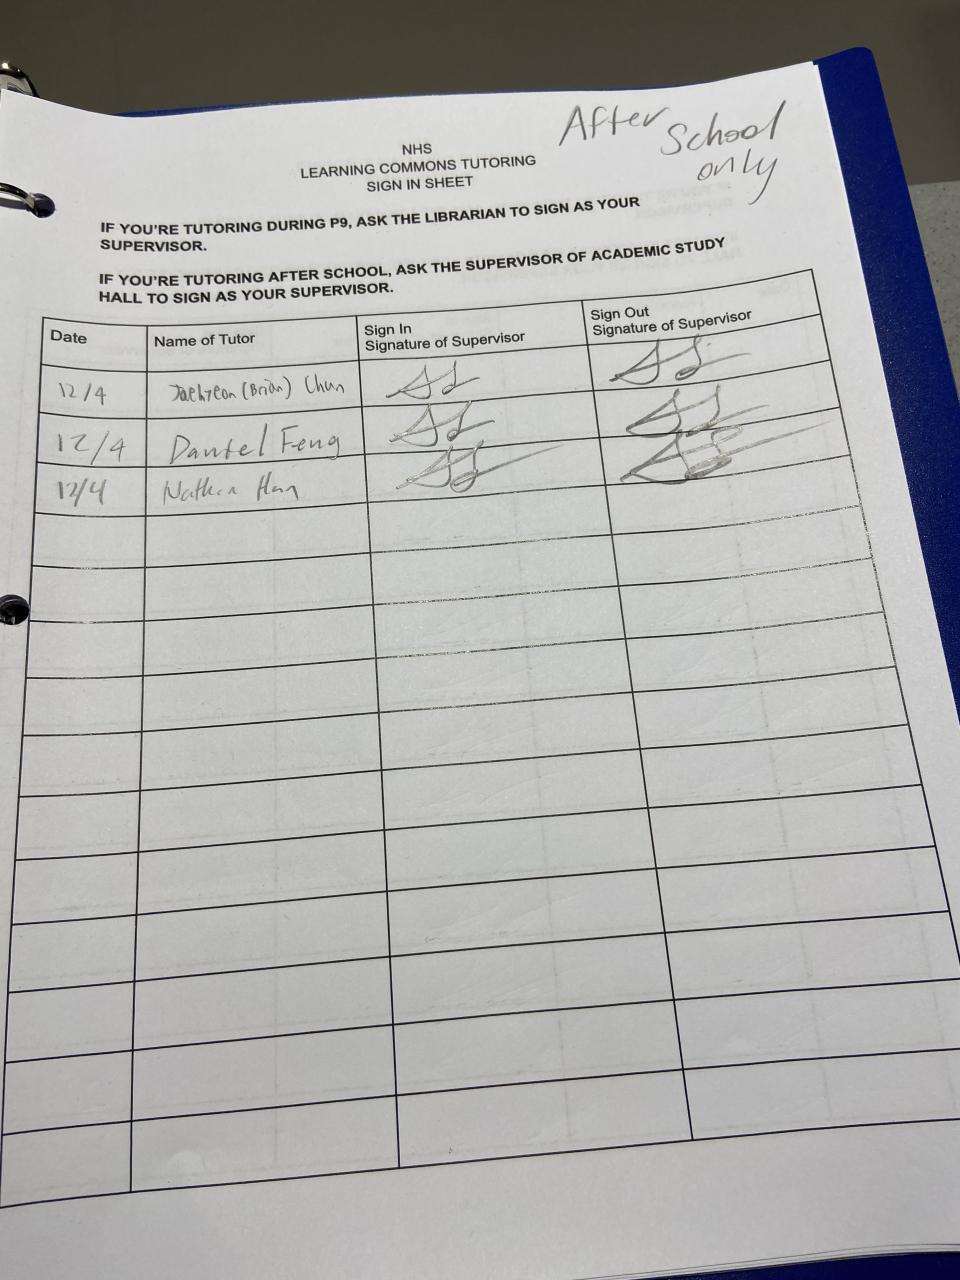 After
School
only
NHS
LEARNING COMMONS TUTORING
SIGN IN SHEET
IF YOU'RE TUTORING DURING P9, ASK THE LIBRARIAN TO SIGN AS YOUR
SUPERVISOR.
IF YOU'RE TUTORING AFTER SCHOOL, ASK THE SUPERVISOR OF ACADEMIC STUDY
HALL TO SIGN AS YOUR SUPERVISOR.
Date Name of Tutor Sign In Signature of Supervisor Sign Out Signature of Supervisor
12/4 Jaehyeon (Brian) Chun
12/4 Daniel Feng
12/4 Nathan Han